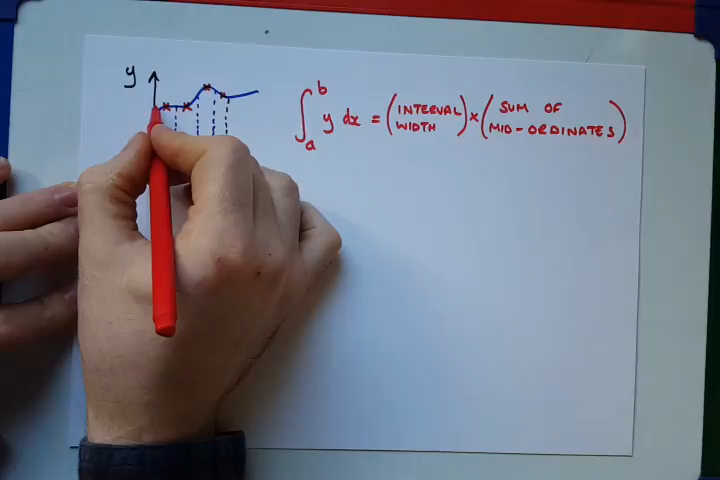 y
∫ₐᵇ y dx = (INTERVAL WIDTH) × (SUM OF MID-ORDINATES)